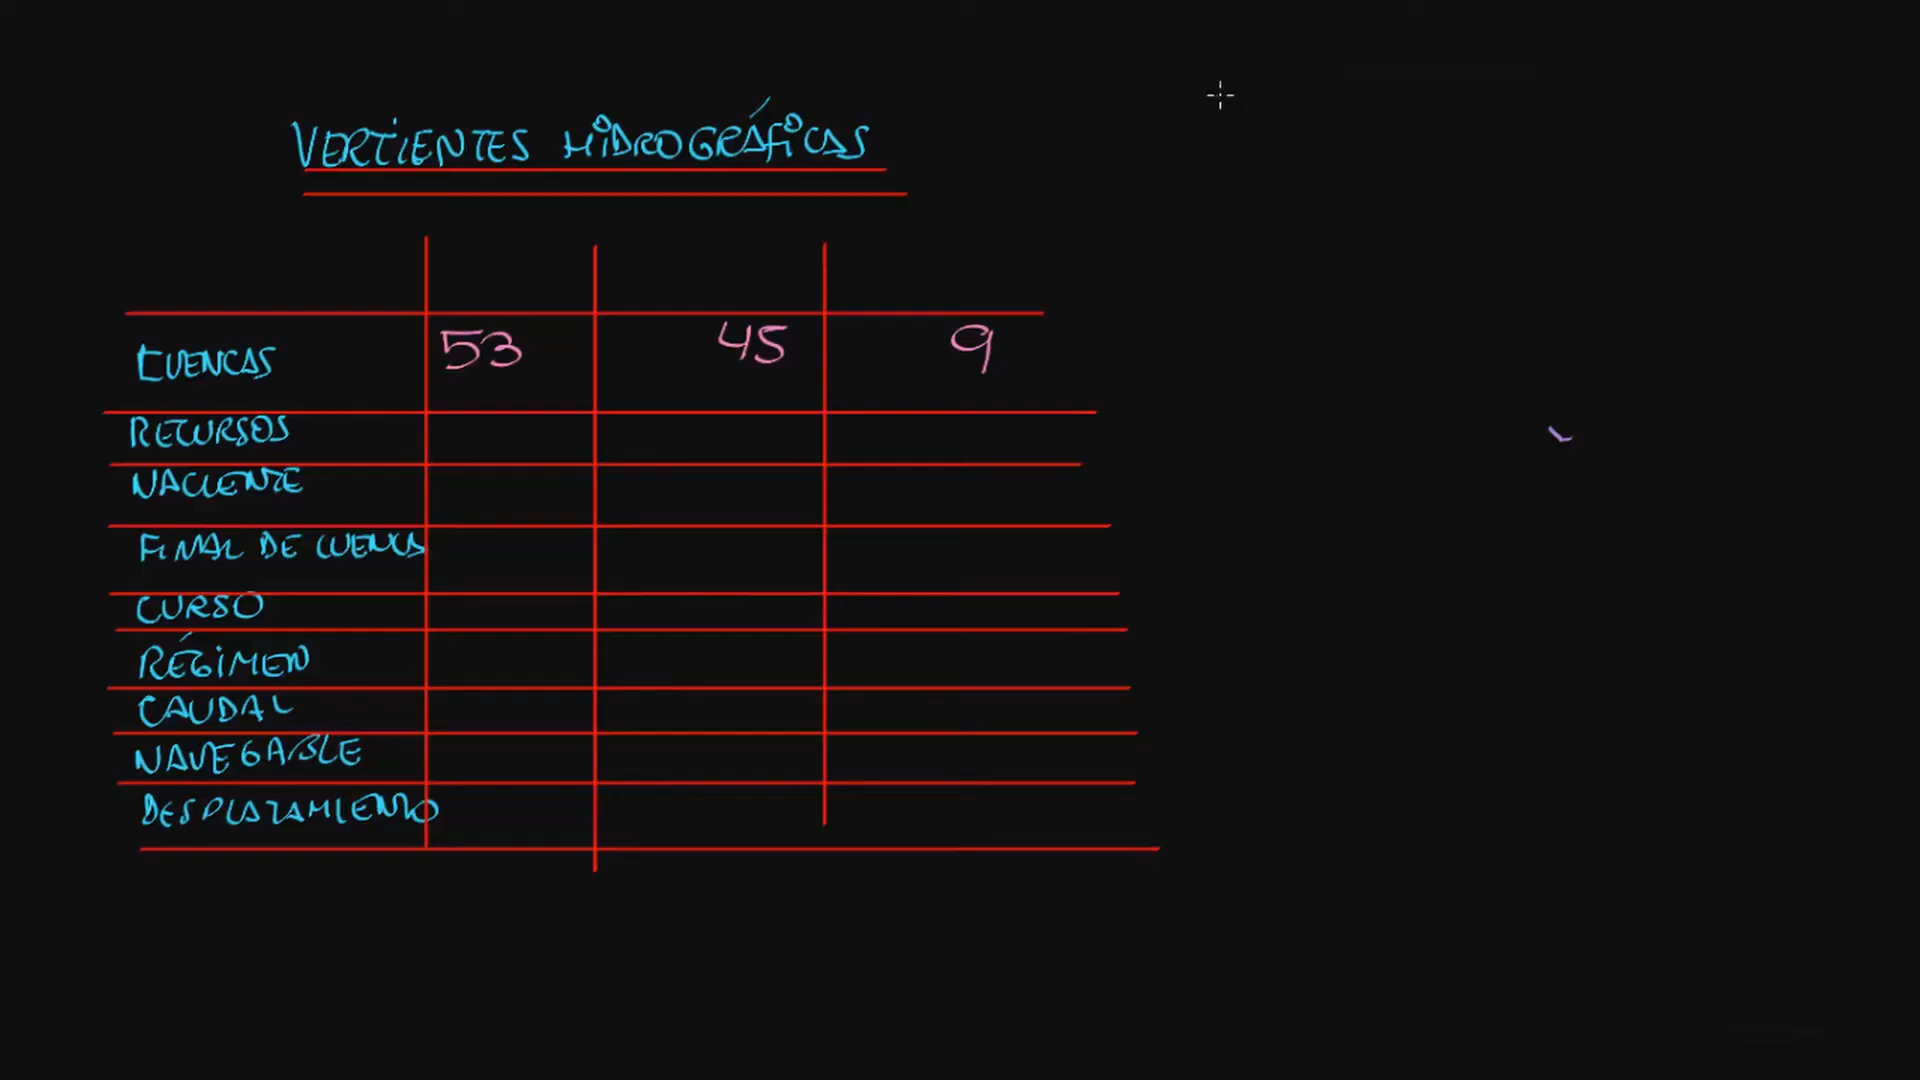 VERTIENTES HIDROGRÁFICAS
CUENCAS 53 45 9
RECURSOS
NACIENTE
FINAL DE CUENCA
CURSO
RÉGIMEN
CAUDAL
NAVEGABLE
DESPLAZAMIENTO